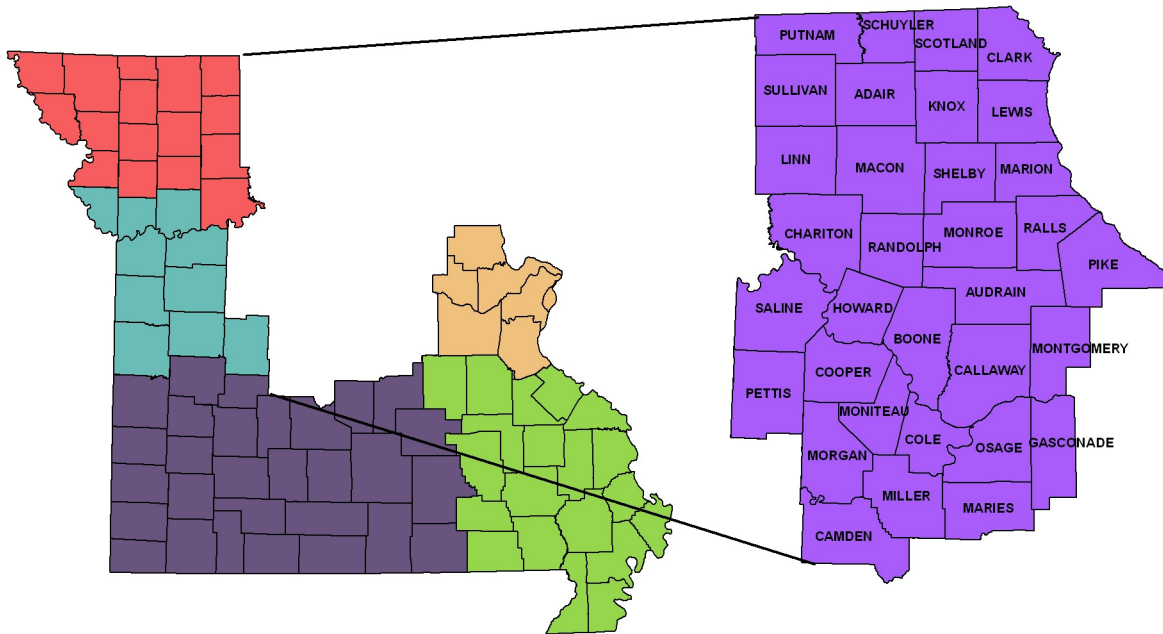 PUTNAM
SCHUYLER
SCOTLAND
CLARK
SULLIVAN
ADAIR
KNOX
LEWIS
LINN
MACON
SHELBY
MARION
CHARITON
RANDOLPH
MONROE
RALLS
PIKE
SALINE
HOWARD
AUDRAIN
BOONE
MONTGOMERY
COOPER
CALLAWAY
PETTIS
MONITEAU
COLE
OSAGE
GASCONADE
MORGAN
MILLER
MARIES
CAMDEN